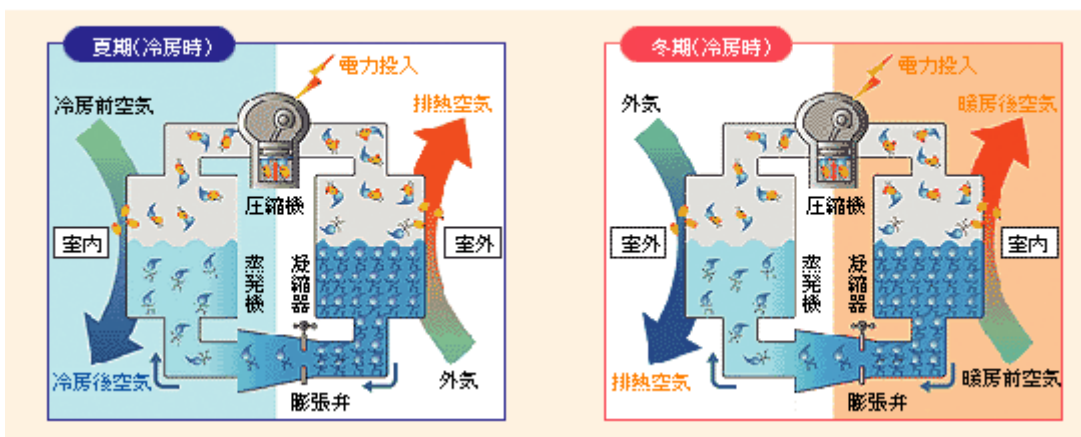 夏期(冷房時)
電力投入
冷房前空気
排熱空気
圧縮機
室内
室外
蒸発機
凝縮器
冷房後空気
外気
膨張弁
冬期(冷房時)
電力投入
外気
暖房後空気
圧縮機
室外
室内
蒸発機
凝縮器
排熱空気
暖房前空気
膨張弁